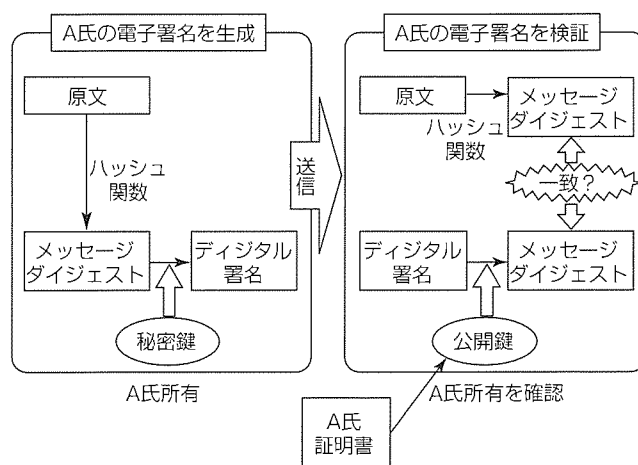 A氏の電子署名を生成
原文
ハッシュ
関数
メッセージ
ダイジェスト
ディジタル
署名
秘密鍵
A氏所有
送信
A氏の電子署名を検証
原文
ハッシュ
関数
メッセージ
ダイジェスト
一致？
ディジタル
署名
メッセージ
ダイジェスト
公開鍵
A氏所有を確認
A氏
証明書